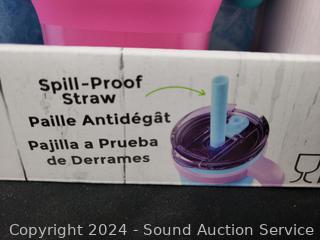 Spill-Proof
Straw
Paille Antidégât
Pajilla a Prueba
de Derrames
Copyright 2024 - Sound Auction Service